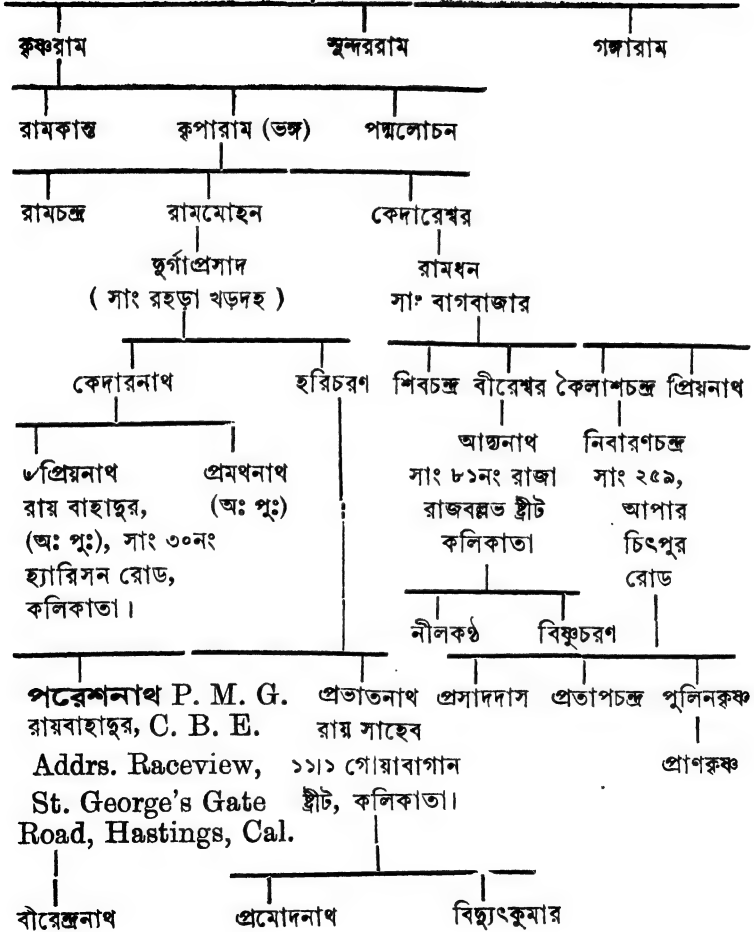 কৃষ্ণরাম সুন্দররাম গঙ্গারাম
রামকান্ত কৃপারাম (ভঙ্গ) পদ্মলোচন
রামচন্দ্র রামমোহন কেদারেশ্বর
দুর্গাপ্রসাদ
( সাং রহড়া খড়দহ )
রামধন
সাং বাগবাজার
কেদারনাথ হরিচরণ শিবচন্দ্র বীরেশ্বর কৈলাশচন্দ্র প্রিয়নাথ
৺প্রিয়নাথ
রায় বাহাদুর,
(অঃ পুঃ), সাং ৩০নং
হ্যারিসন রোড,
কলিকাতা।
প্রমথনাথ
(অঃ পুঃ)
আদ্যনাথ
সাং ৮১নং রাজা
রাজবল্লভ ষ্ট্রীট
কলিকাতা
নিবারণচন্দ্র
সাং ২৫৯,
আপার
চিৎপুর
রোড
নীলকণ্ঠ বিষ্ণুচরণ
পরেশনাথ P. M. G.
রায়বাহাদুর, C. B. E.
Addrs. Raceview,
St. George's Gate
Road, Hastings, Cal.
প্রভাতনাথ
রায় সাহেব
১১।১ গোয়াবাগান
ষ্ট্রীট, কলিকাতা।
প্রসাদদাস প্রতাপচন্দ্র পুলিনকৃষ্ণ
প্রাণকৃষ্ণ
বীরেন্দ্রনাথ প্রমোদনাথ বিদ্যুৎকুমার